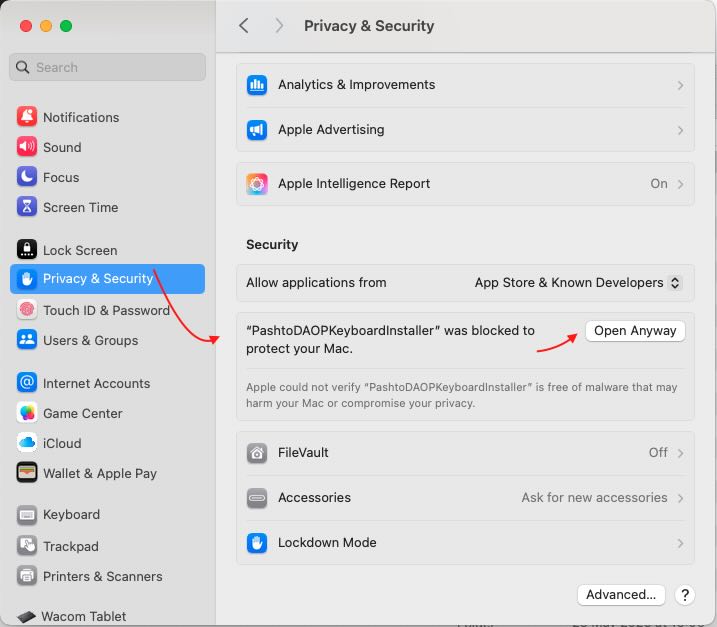 Privacy & Security
Search
Notifications
Sound
Focus
Screen Time
Lock Screen
Privacy & Security
Touch ID & Password
Users & Groups
Internet Accounts
Game Center
iCloud
Wallet & Apple Pay
Keyboard
Trackpad
Printers & Scanners
Wacom Tablet
Analytics & Improvements
Apple Advertising
Apple Intelligence Report On
Security
Allow applications from App Store & Known Developers
“PashtoDAOPKeyboardInstaller” was blocked to Open Anyway
protect your Mac.
Apple could not verify “PashtoDAOPKeyboardInstaller” is free of malware that may
harm your Mac or compromise your privacy.
FileVault Off
Accessories Ask for new accessories
Lockdown Mode
Advanced... ?